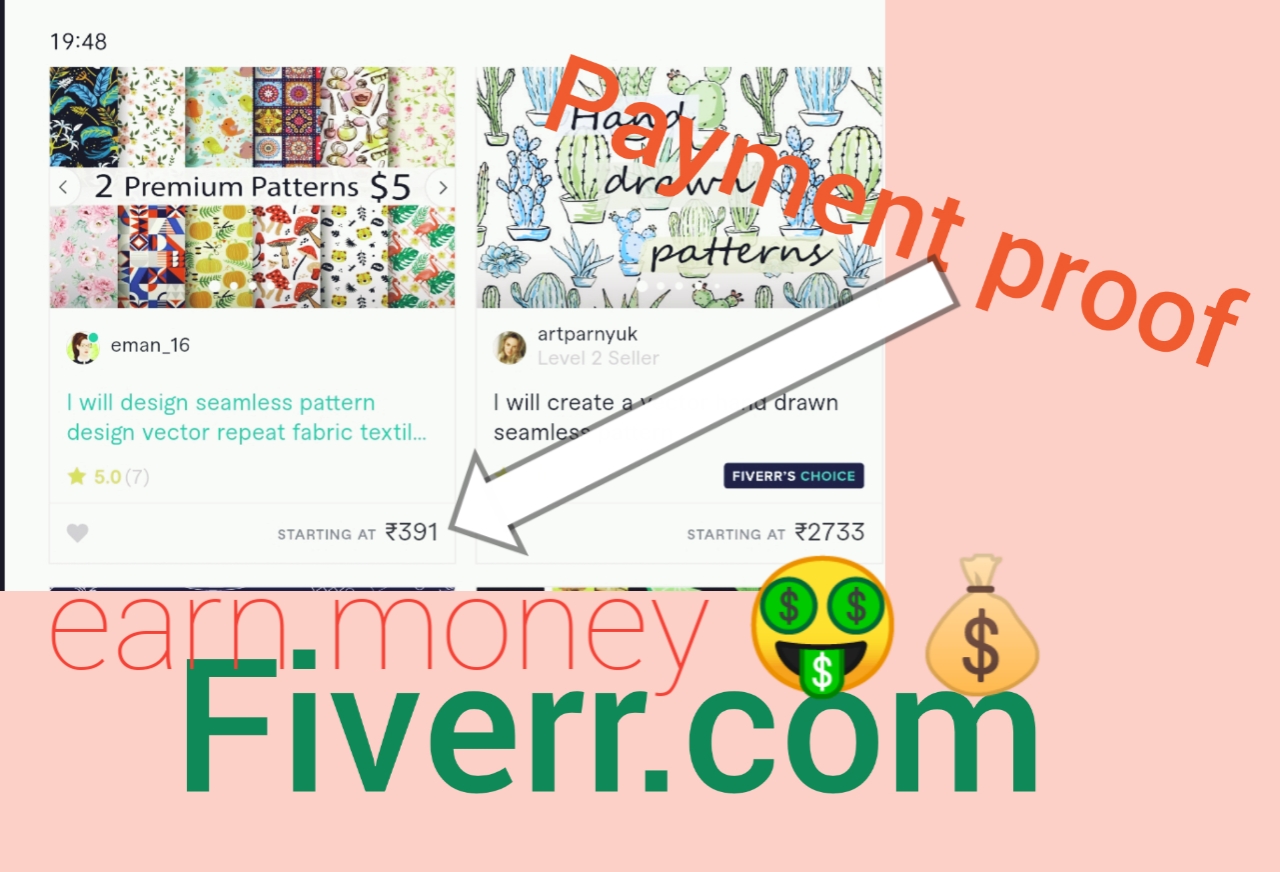 19:48
2 Premium Patterns $5
Hand
drawn
patterns
Payment proof
eman_16
I will design seamless pattern
design vector repeat fabric textil...
5.0 (7)
STARTING AT ₹391
artparnyuk
Level 2 Seller
I will create a drawn
seamless
FIVERR'S CHOICE
STARTING AT ₹2733
earn money
Fiverr.com